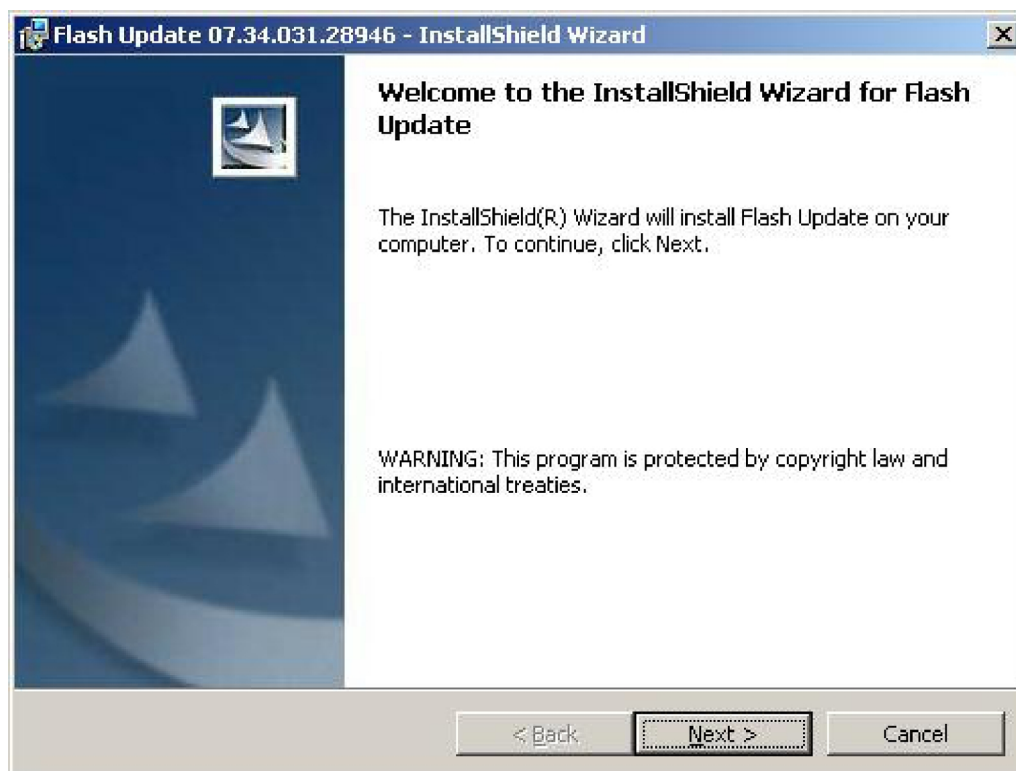 Flash Update 07.34.031.28946 - InstallShield Wizard
Welcome to the InstallShield Wizard for Flash
Update
The InstallShield(R) Wizard will install Flash Update on your
computer. To continue, click Next.
WARNING: This program is protected by copyright law and
international treaties.
< Back
Next >
Cancel